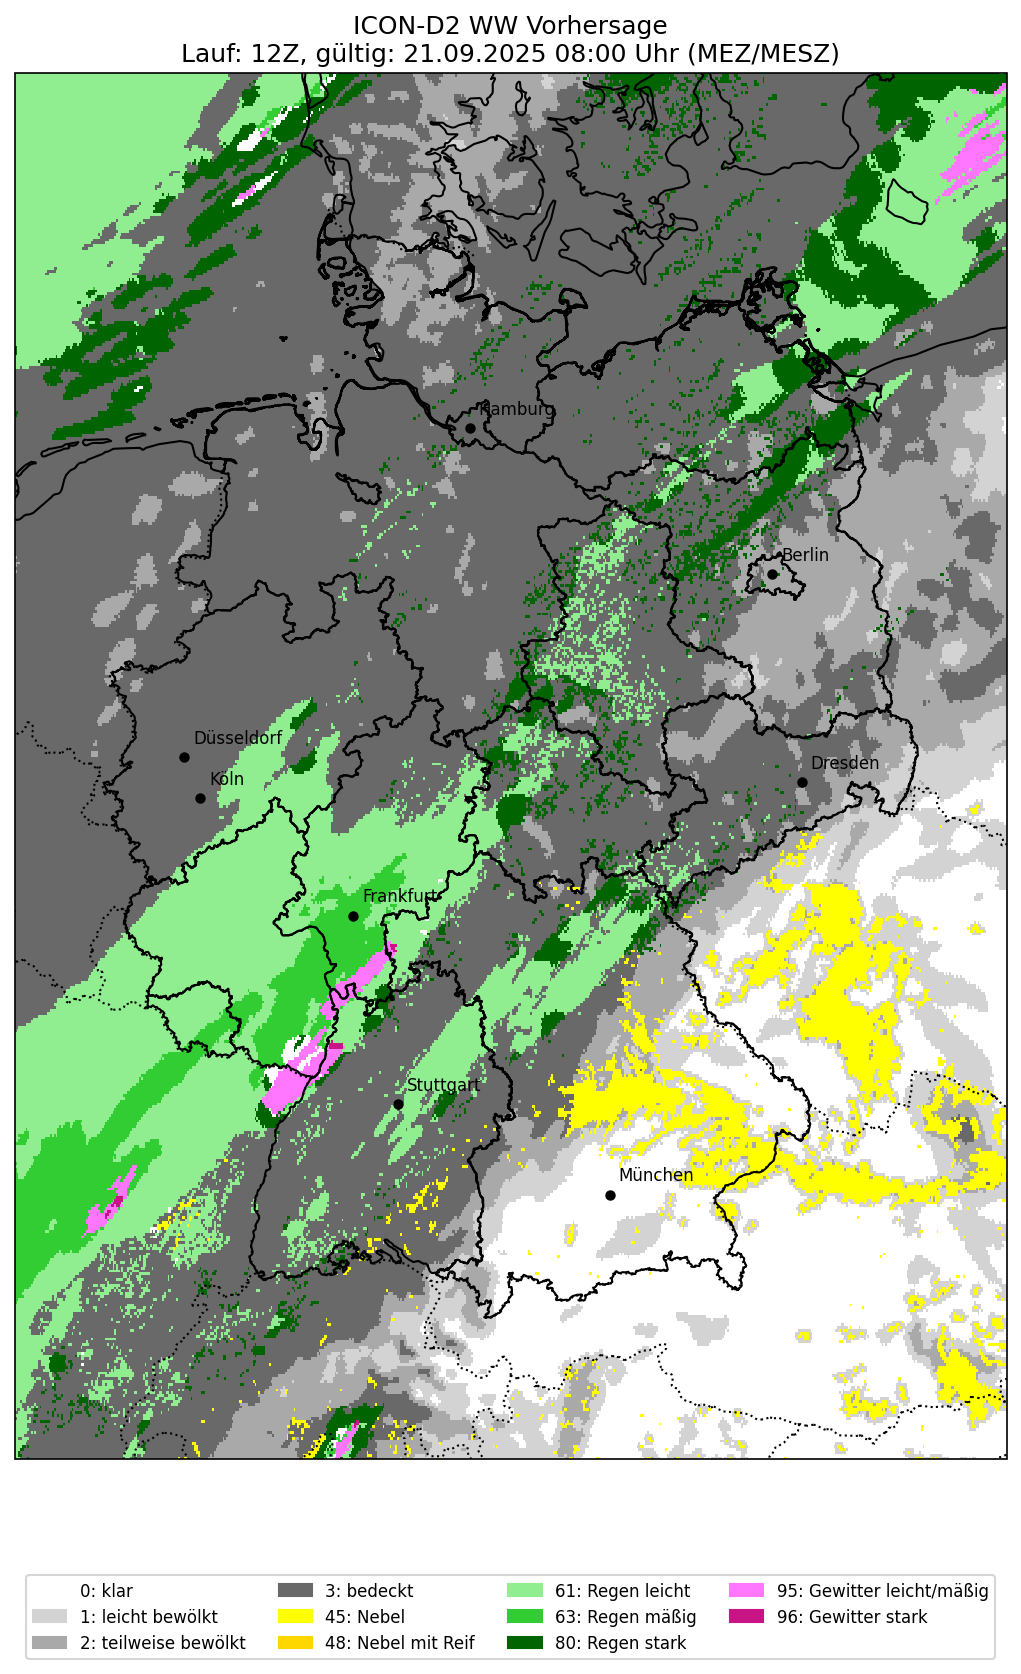 ICON-D2 WW Vorhersage
Lauf: 12Z, gültig: 21.09.2025 08:00 Uhr (MEZ/MESZ)
Hamburg
Berlin
Düsseldorf
Dresden
Köln
Frankfurt
Stuttgart
München
0: klar
1: leicht bewölkt
2: teilweise bewölkt
3: bedeckt
45: Nebel
48: Nebel mit Reif
61: Regen leicht
63: Regen mäßig
80: Regen stark
95: Gewitter leicht/mäßig
96: Gewitter stark